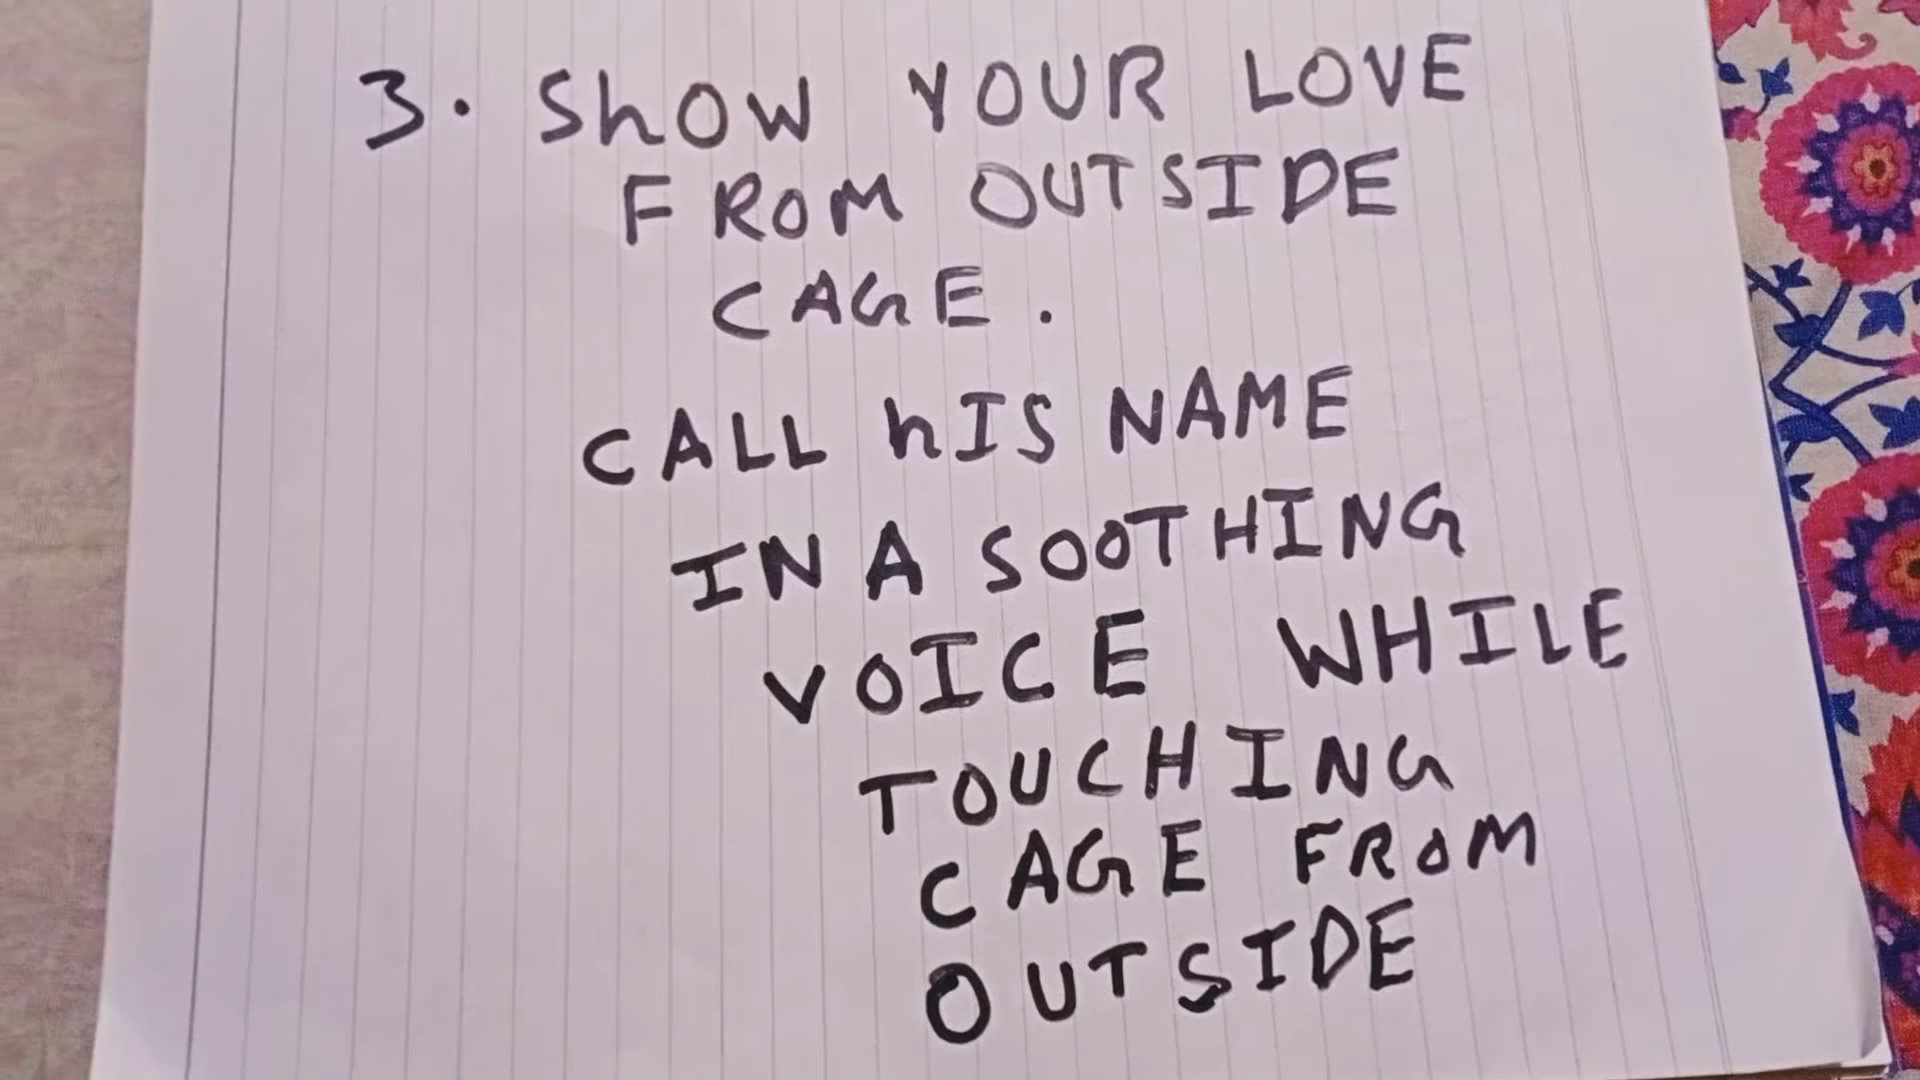 3. ShOW YOUR LOVE
FROM OUTSIDE
CAGE.
CALL hIS NAME
IN A SOOTHING
VOICE WHILE
TOUCHING
CAGE FROM
OUTSIDE